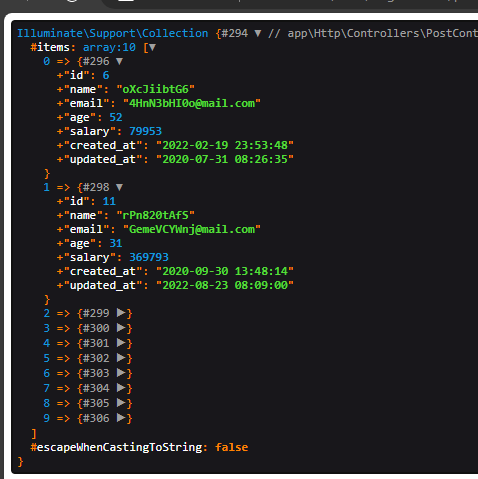 Illuminate\Support\Collection {#294 ▼ // app\Http\Controllers\PostCont
#items: array:10 [▼
0 => {#296 ▼
+"id": 6
+"name": "oXcJiibtG6"
+"email": "4HnN3bHI0o@mail.com"
+"age": 52
+"salary": 79953
+"created_at": "2022-02-19 23:53:48"
+"updated_at": "2020-07-31 08:26:35"
}
1 => {#298 ▼
+"id": 11
+"name": "rPn820tAfS"
+"email": "GemeVCYWnj@mail.com"
+"age": 31
+"salary": 369793
+"created_at": "2020-09-30 13:48:14"
+"updated_at": "2022-08-23 08:09:00"
}
2 => {#299 ▶}
3 => {#300 ▶}
4 => {#301 ▶}
5 => {#302 ▶}
6 => {#303 ▶}
7 => {#304 ▶}
8 => {#305 ▶}
9 => {#306 ▶}
]
#escapeWhenCastingToString: false
}